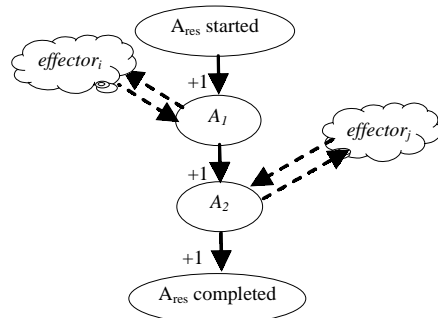 A_res started
effector_i
+1
A_1
effector_j
+1
A_2
+1
A_res completed